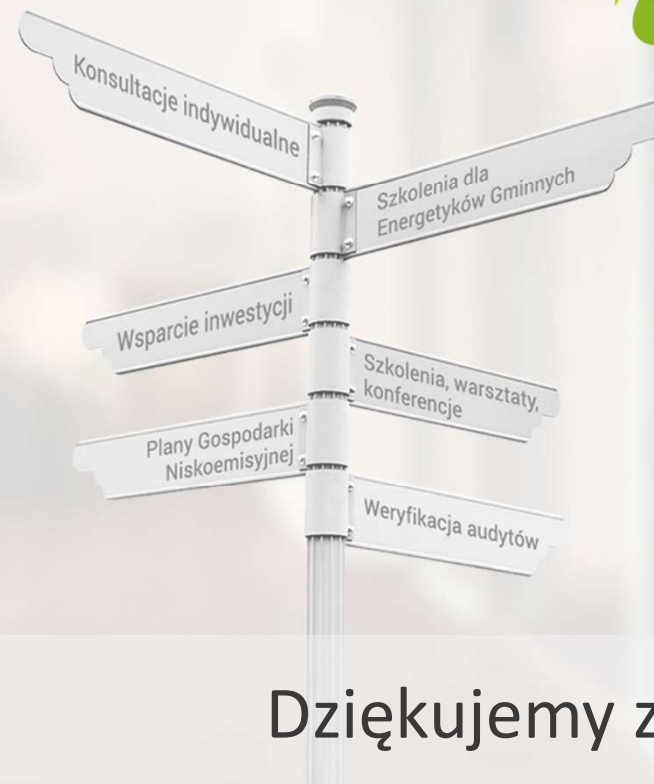 Konsultacje indywidualne
Szkolenia dla
Energetyków Gminnych
Wsparcie inwestycji
Szkolenia, warsztaty,
konferencje
Plany Gospodarki
Niskoemisyjnej
Weryfikacja audytów
Dziękujemy z